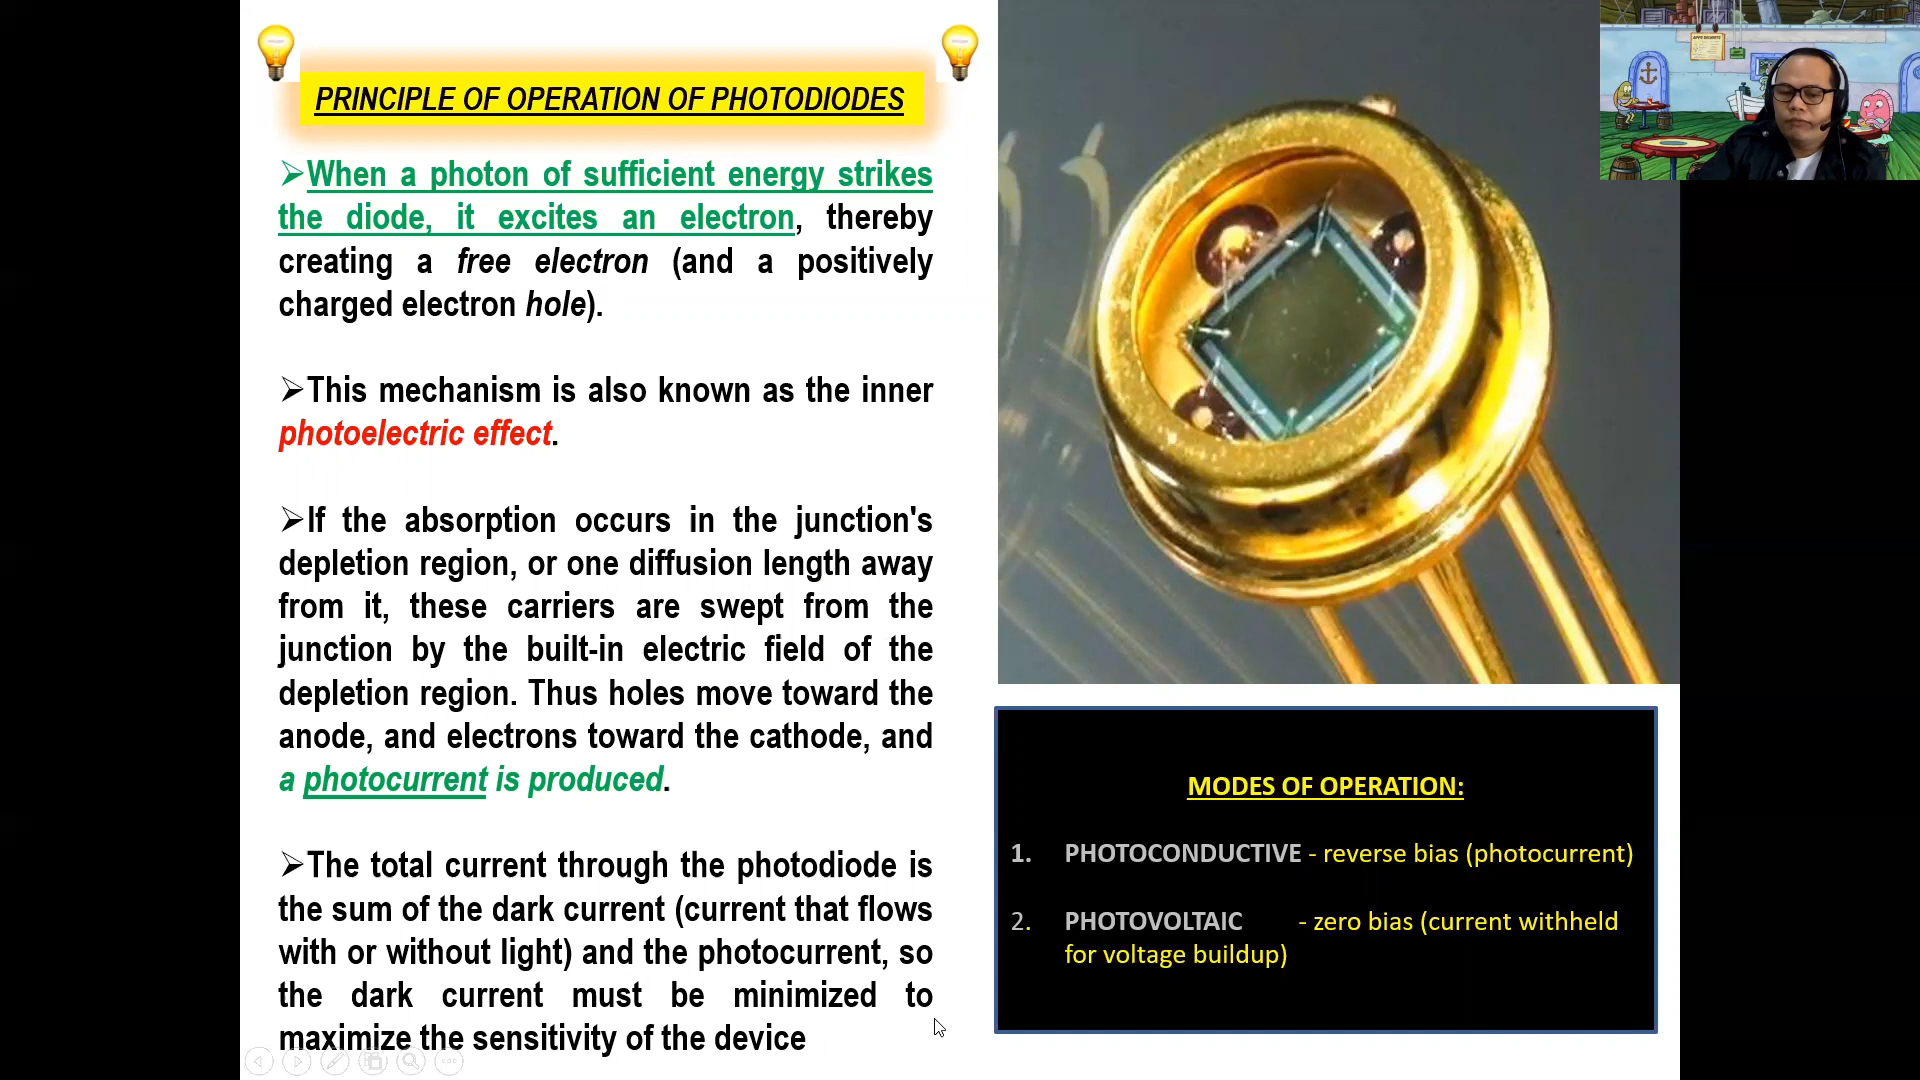 PRINCIPLE OF OPERATION OF PHOTODIODES
➢When a photon of sufficient energy strikes
the diode, it excites an electron, thereby
creating a free electron (and a positively
charged electron hole).
➢This mechanism is also known as the inner
photoelectric effect.
➢If the absorption occurs in the junction's
depletion region, or one diffusion length away
from it, these carriers are swept from the
junction by the built-in electric field of the
depletion region. Thus holes move toward the
anode, and electrons toward the cathode, and
a photocurrent is produced.
➢The total current through the photodiode is
the sum of the dark current (current that flows
with or without light) and the photocurrent, so
the dark current must be minimized to
maximize the sensitivity of the device
MODES OF OPERATION:
1. PHOTOCONDUCTIVE - reverse bias (photocurrent)
2. PHOTOVOLTAIC - zero bias (current withheld
for voltage buildup)